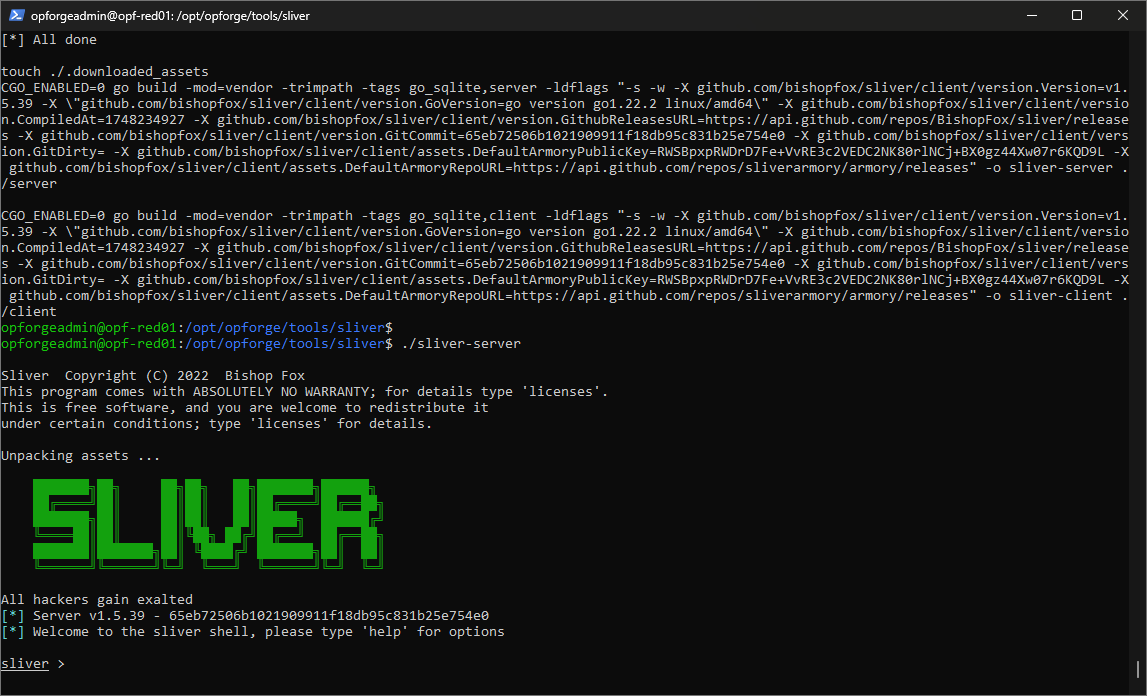 opforgeadmin@opf-red01: /opt/opforge/tools/sliver
[*] All done
touch ./.downloaded_assets
CGO_ENABLED=0 go build -mod=vendor -trimpath -tags go_sqlite,server -ldflags "-s -w -X github.com/bishopfox/sliver/client/version.Version=v1.
5.39 -X \"github.com/bishopfox/sliver/client/version.GoVersion=go version go1.22.2 linux/amd64\" -X github.com/bishopfox/sliver/client/versio
n.CompiledAt=1748234927 -X github.com/bishopfox/sliver/client/version.GithubReleasesURL=https://api.github.com/repos/BishopFox/sliver/release
s -X github.com/bishopfox/sliver/client/version.GitCommit=65eb72506b1021909911f18db95c831b25e754e0 -X github.com/bishopfox/sliver/client/vers
ion.GitDirty= -X github.com/bishopfox/sliver/client/assets.DefaultArmoryPublicKey=RWSBpxpRWDrD7Fe+VvRE3c2VEDC2NK80rlNCj+BX0gz44Xw07r6KQD9L -X
github.com/bishopfox/sliver/client/assets.DefaultArmoryRepoURL=https://api.github.com/repos/sliverarmory/armory/releases" -o sliver-server .
/server
CGO_ENABLED=0 go build -mod=vendor -trimpath -tags go_sqlite,client -ldflags "-s -w -X github.com/bishopfox/sliver/client/version.Version=v1.
5.39 -X \"github.com/bishopfox/sliver/client/version.GoVersion=go version go1.22.2 linux/amd64\" -X github.com/bishopfox/sliver/client/versio
n.CompiledAt=1748234927 -X github.com/bishopfox/sliver/client/version.GithubReleasesURL=https://api.github.com/repos/BishopFox/sliver/release
s -X github.com/bishopfox/sliver/client/version.GitCommit=65eb72506b1021909911f18db95c831b25e754e0 -X github.com/bishopfox/sliver/client/vers
ion.GitDirty= -X github.com/bishopfox/sliver/client/assets.DefaultArmoryPublicKey=RWSBpxpRWDrD7Fe+VvRE3c2VEDC2NK80rlNCj+BX0gz44Xw07r6KQD9L -X
github.com/bishopfox/sliver/client/assets.DefaultArmoryRepoURL=https://api.github.com/repos/sliverarmory/armory/releases" -o sliver-client .
/client
opforgeadmin@opf-red01:/opt/opforge/tools/sliver$
opforgeadmin@opf-red01:/opt/opforge/tools/sliver$ ./sliver-server
Sliver  Copyright (C) 2022  Bishop Fox
This program comes with ABSOLUTELY NO WARRANTY; for details type 'licenses'.
This is free software, and you are welcome to redistribute it
under certain conditions; type 'licenses' for details.
Unpacking assets ...
SLIVER
All hackers gain exalted
[*] Server v1.5.39 - 65eb72506b1021909911f18db95c831b25e754e0
[*] Welcome to the sliver shell, please type 'help' for options
sliver >